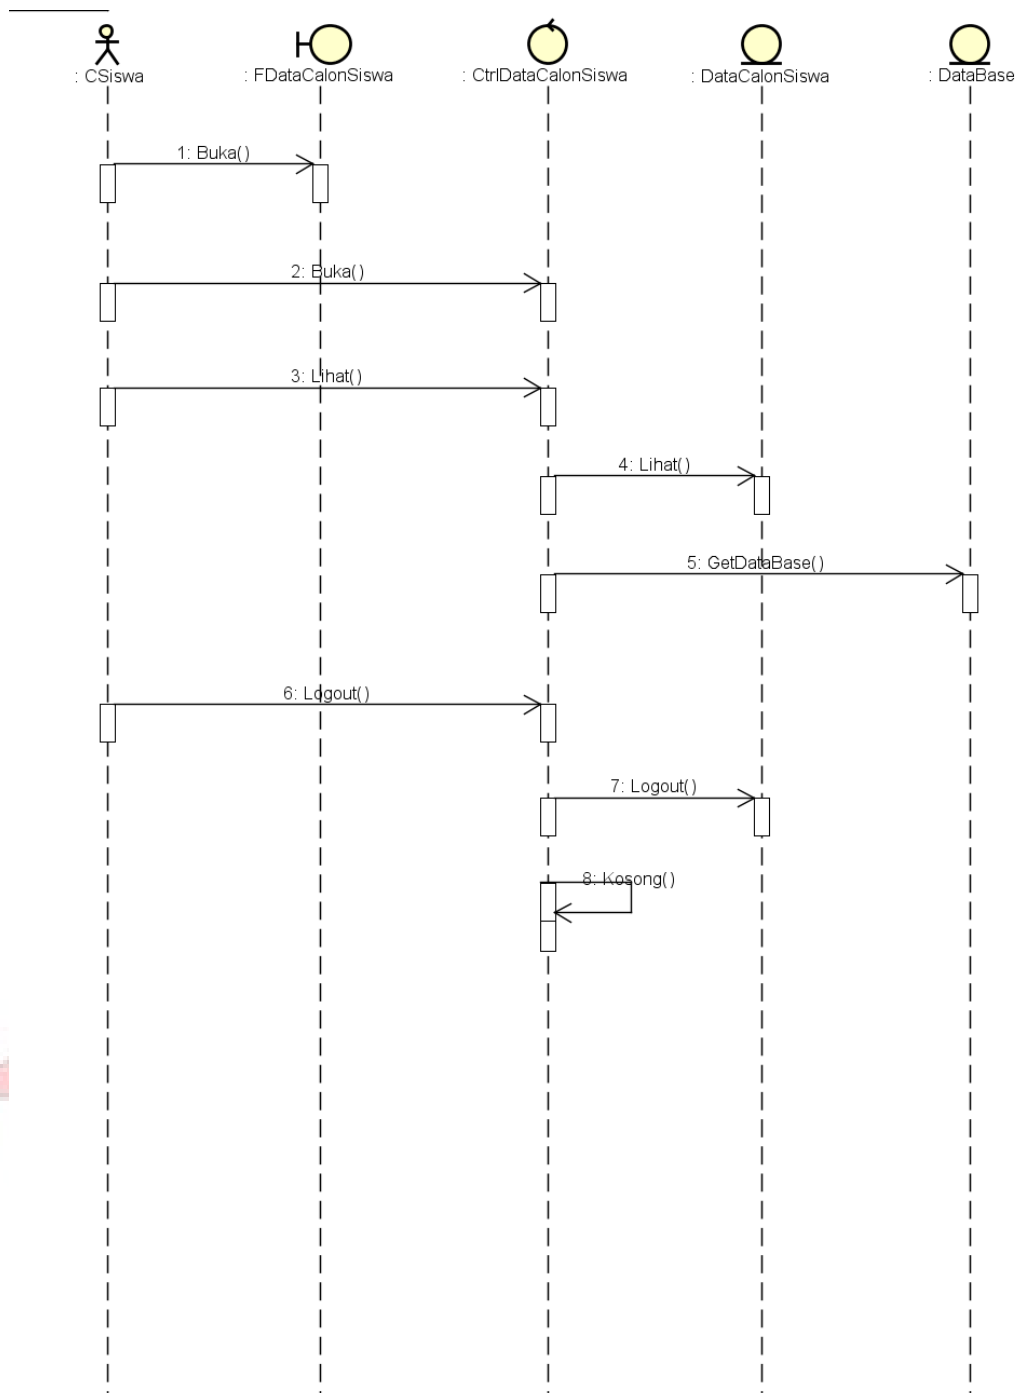 : CSiswa
: FDataCalonSiswa
: CtrlDataCalonSiswa
: DataCalonSiswa
: DataBase
1: Buka()
2: Buka()
3: Lihat()
4: Lihat()
5: GetDataBase()
6: Logout()
7: Logout()
8: Kosong()